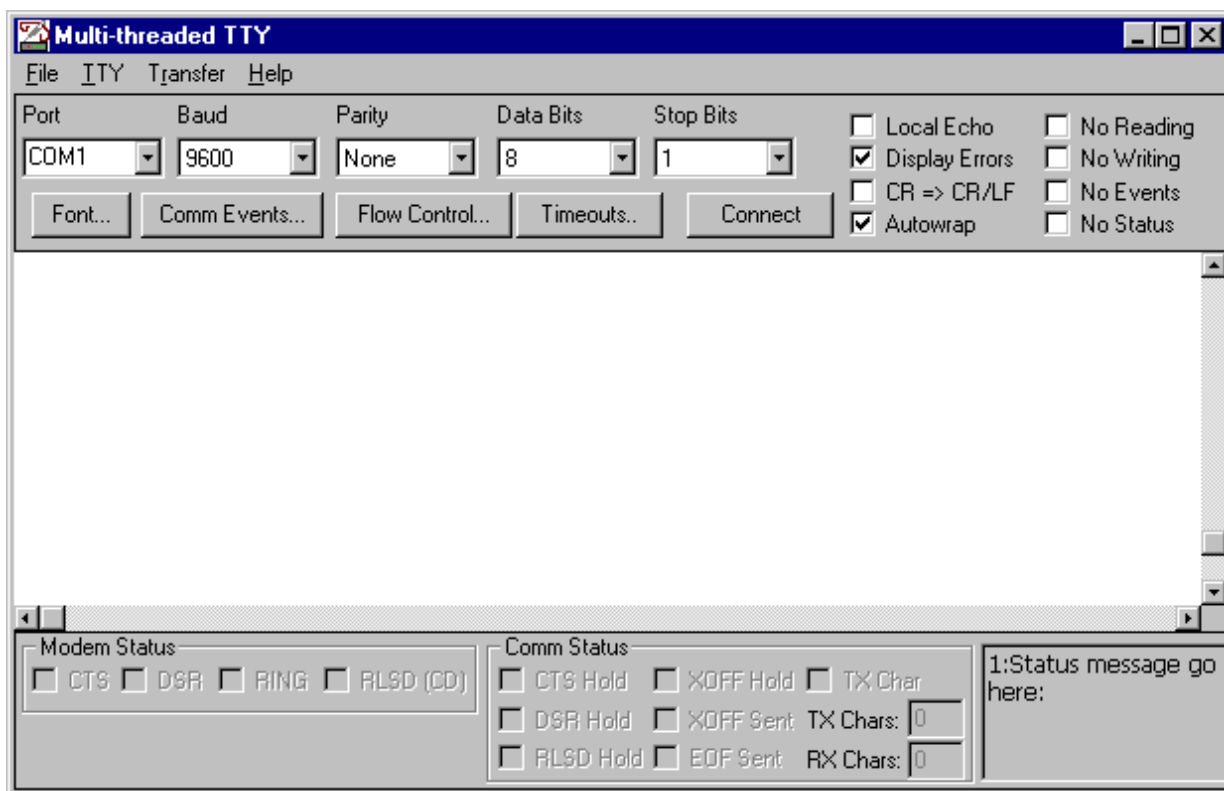 Multi-threaded TTY
File TTY Transfer Help
Port Baud Parity Data Bits Stop Bits
COM1 9600 None 8 1
Font... Comm Events... Flow Control... Timeouts.. Connect
Local Echo No Reading
Display Errors No Writing
CR => CR/LF No Events
Autowrap No Status
Modem Status
CTS DSR RING RLSD (CD)
Comm Status
CTS Hold XOFF Hold TX Char
DSR Hold XOFF Sent TX Chars: 0
RLSD Hold EOF Sent RX Chars: 0
1:Status message go
here: